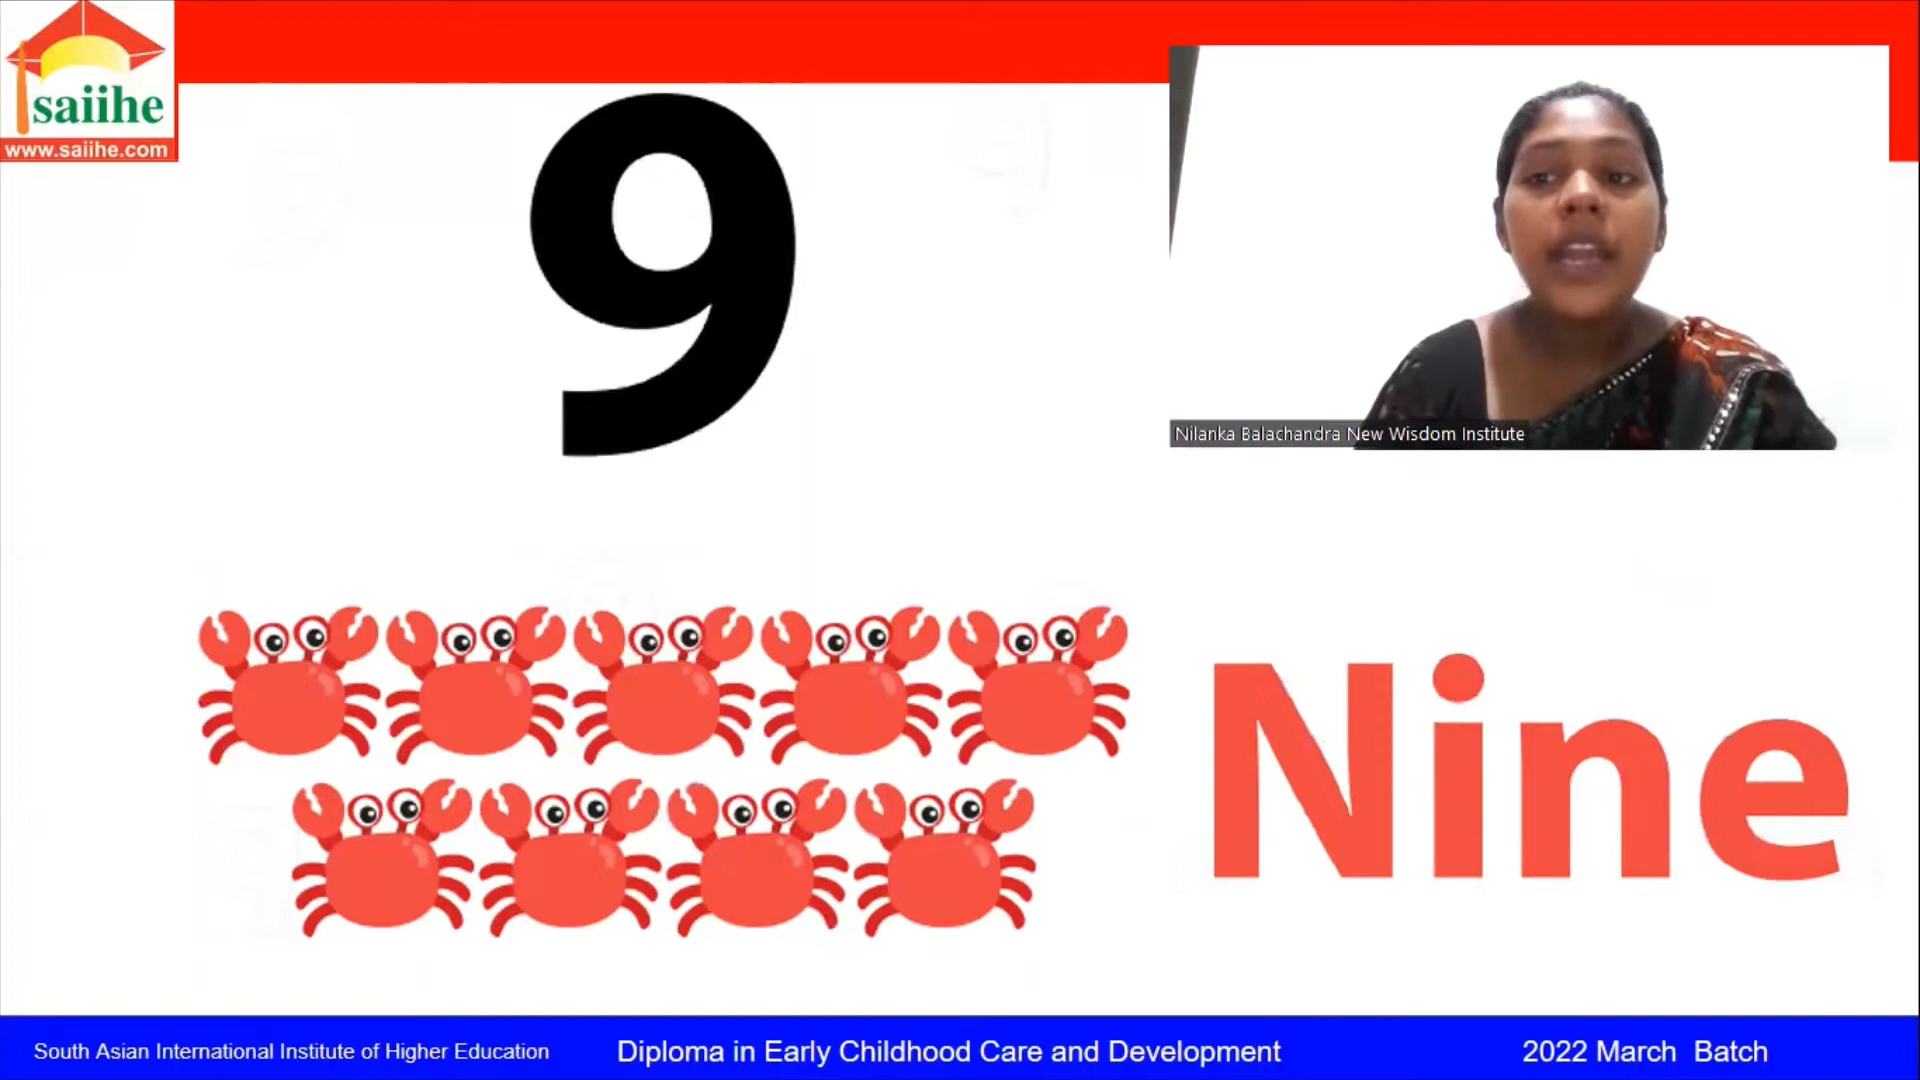 saiihe
www.saiihe.com
9
Nilanka Balachandra New Wisdom Institute
Nine
South Asian International Institute of Higher Education
Diploma in Early Childhood Care and Development
2022 March Batch